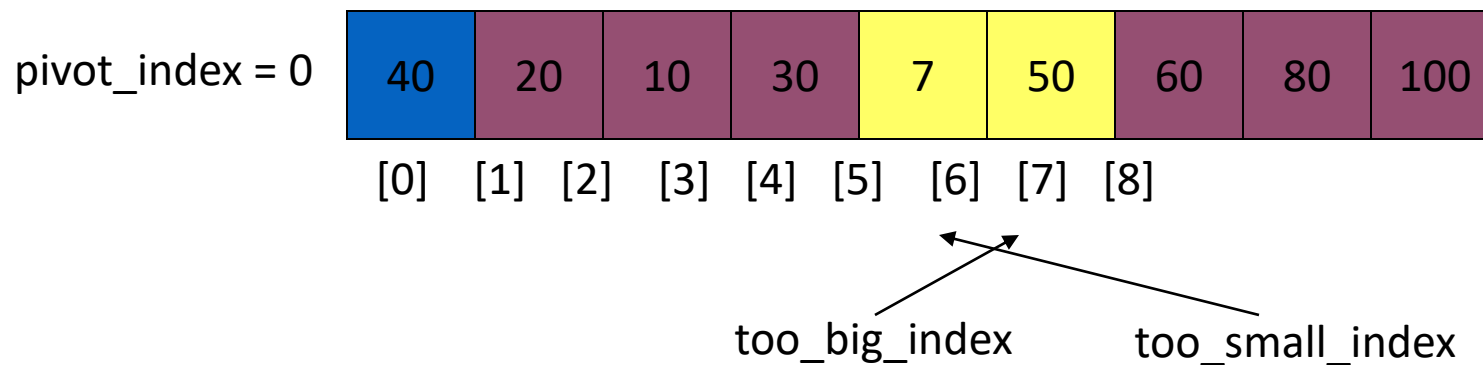 pivot_index = 0 40 20 10 30 7 50 60 80 100
[0] [1] [2] [3] [4] [5] [6] [7] [8]
too_big_index too_small_index